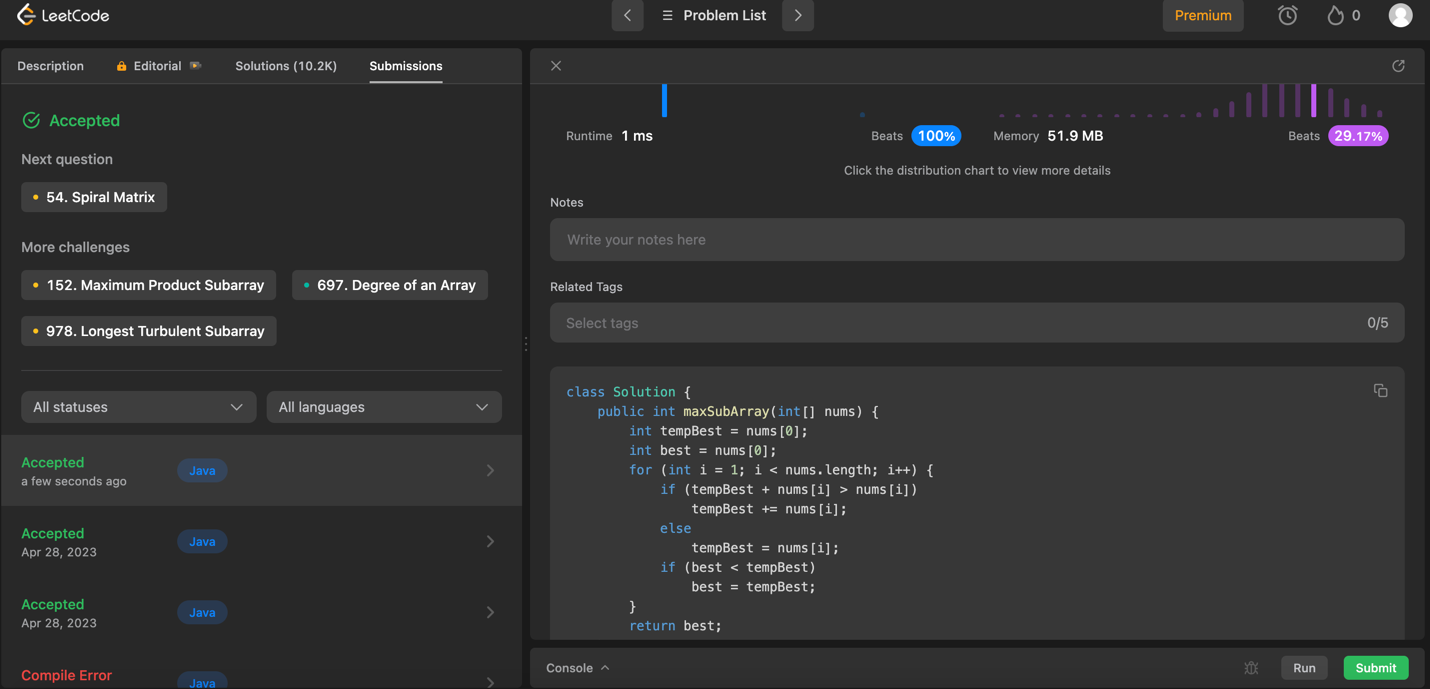 LeetCode
Problem List
Premium
0
Description
Editorial
Solutions (10.2K)
Submissions
Accepted
Next question
54. Spiral Matrix
More challenges
152. Maximum Product Subarray
697. Degree of an Array
978. Longest Turbulent Subarray
All statuses
All languages
Accepted
a few seconds ago
Java
Accepted
Apr 28, 2023
Java
Accepted
Apr 28, 2023
Java
Compile Error
Java
Runtime 1 ms
Beats 100%
Memory 51.9 MB
Beats 29.17%
Click the distribution chart to view more details
Notes
Write your notes here
Related Tags
Select tags
0/5
class Solution {
    public int maxSubArray(int[] nums) {
        int tempBest = nums[0];
        int best = nums[0];
        for (int i = 1; i < nums.length; i++) {
            if (tempBest + nums[i] > nums[i])
                tempBest += nums[i];
            else
                tempBest = nums[i];
            if (best < tempBest)
                best = tempBest;
        }
        return best;
Console
Run
Submit